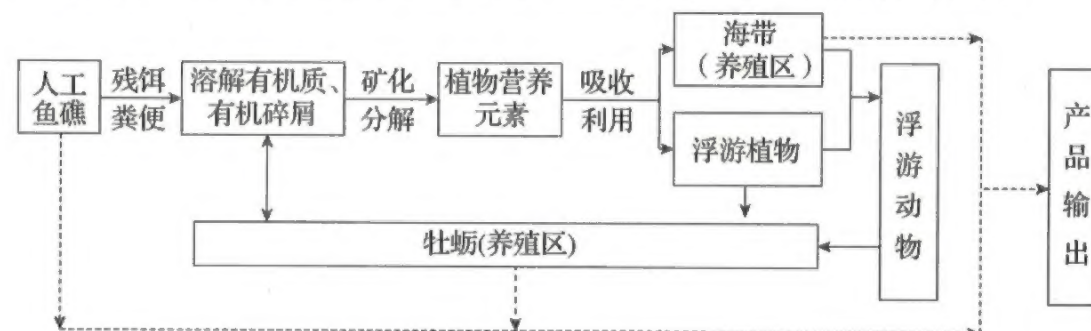 人工
鱼礁
残饵
粪便
溶解有机质、
有机碎屑
矿化
分解
植物营养
元素
吸收
利用
海带
（养殖区）
浮游植物
浮游动物
产品输出
牡蛎(养殖区)